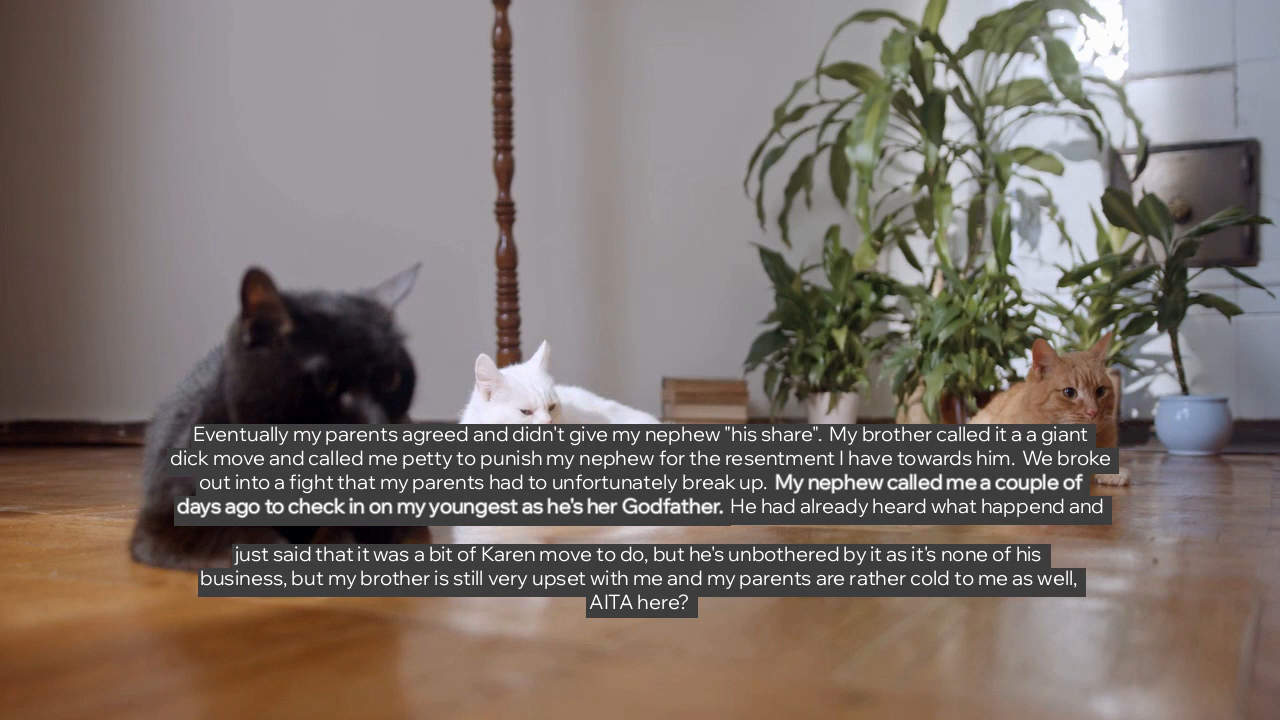 Eventually my parents agreed and didn't give my nephew "his share". My brother called it a a giant
dick move and called me petty to punish my nephew for the resentment I have towards him. We broke
out into a fight that my parents had to unfortunately break up. My nephew called me a couple of
days ago to check in on my youngest as he's her Godfather. He had already heard what happend and
just said that it was a bit of Karen move to do, but he's unbothered by it as it's none of his
business, but my brother is still very upset with me and my parents are rather cold to me as well,
AITA here?